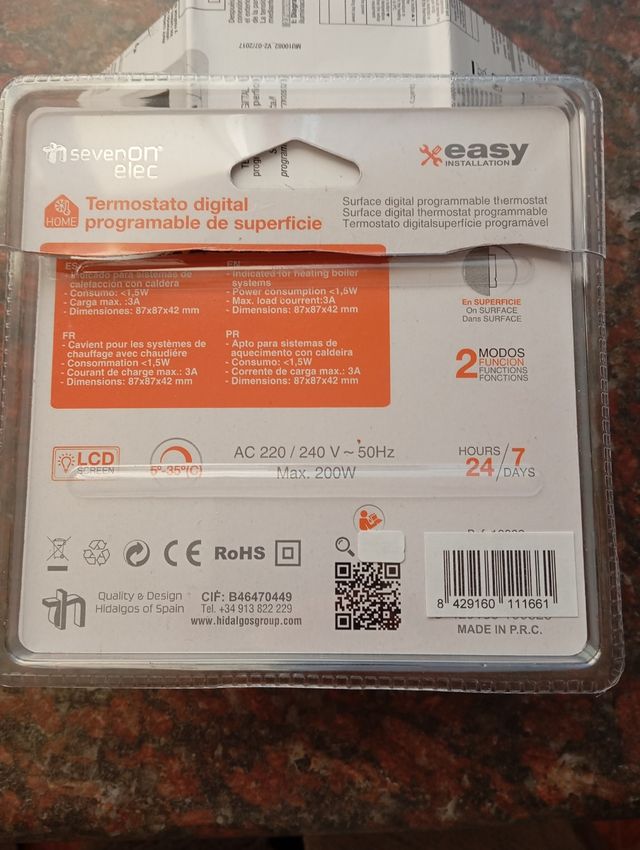 MU10082 V2-07/2017
sevenon®
elec
easy
INSTALLATION
HOME
Termostato digital
programable de superficie
Surface digital programmable thermostat
Surface digital thermostat programmable
Termostato digitalsuperfície programável
ES
- Indicado para sistemas de
calefacción con caldera
- Consumo: <1,5W
- Carga max. :3A
- Dimensiones: 87x87x42 mm
EN
- Indicated for heating boiler
systems
- Power consumption <1,5W
- Max. load courrent:3A
- Dimensions: 87x87x42 mm
FR
- Cavient pour les systèmes de
chauffage avec chaudiére
- Consommation <1,5W
- Courant de charge max.: 3A
- Dimensions: 87x87x42 mm
PR
- Apto para sistemas de
aquecimento com caldeira
- Consumo: <1,5W
- Corrente de carga max.: 3A
- Dimensions: 87x87x42 mm
En SUPERFICIE
On SURFACE
Dans SURFACE
2 MODOS
FUNCION
FUNCTIONS
FONCTIONS
LCD
SCREEN
5°-35°(C)
AC 220 / 240 V ~ 50Hz
Max. 200W
HOURS / 7
24 / DAYS
CE RoHS
Quality & Design
Hidalgos of Spain
CIF: B46470449
Tel. +34 913 822 229
www.hidalgosgroup.com
8 429160 111661
MADE IN P.R.C.